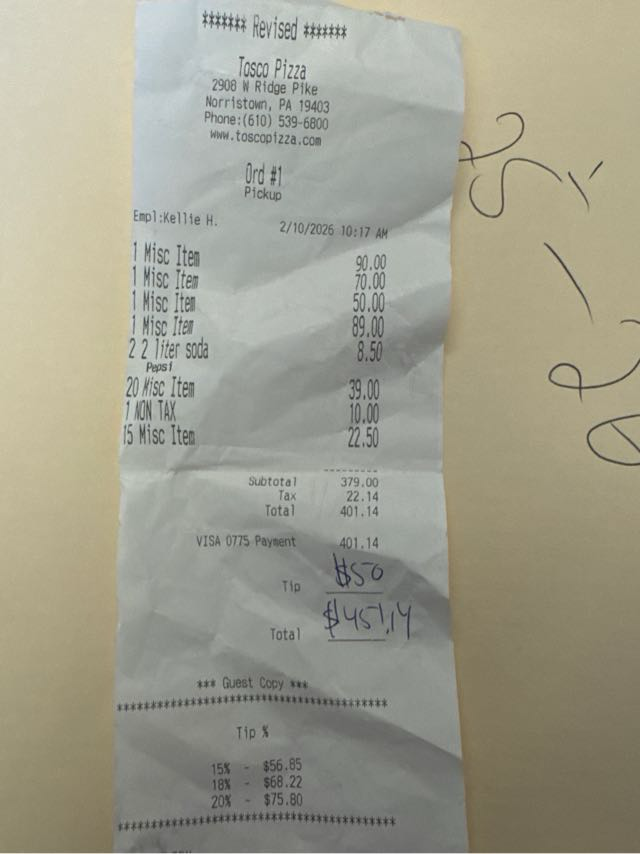 ******* Revised *******
Tosco Pizza
2908 W Ridge Pike
Norristown, PA 19403
Phone:(610) 539-6800
www.toscopizza.com
Ord #1
Pickup
Empl:Kellie H. 2/10/2026 10:17 AM
1 Misc Item 90.00
1 Misc Item 70.00
1 Misc Item 50.00
1 Misc Item 89.00
2 2 liter soda 8.50
Pepsi
20 Misc Item 39.00
1 NON TAX 10.00
15 Misc Item 22.50
---------
Subtotal 379.00
Tax 22.14
Total 401.14
VISA 0775 Payment 401.14
Tip $50
Total $451.14
*** Guest Copy ***
***********************************
Tip %
15% - $56.85
18% - $68.22
20% - $75.80
***********************************